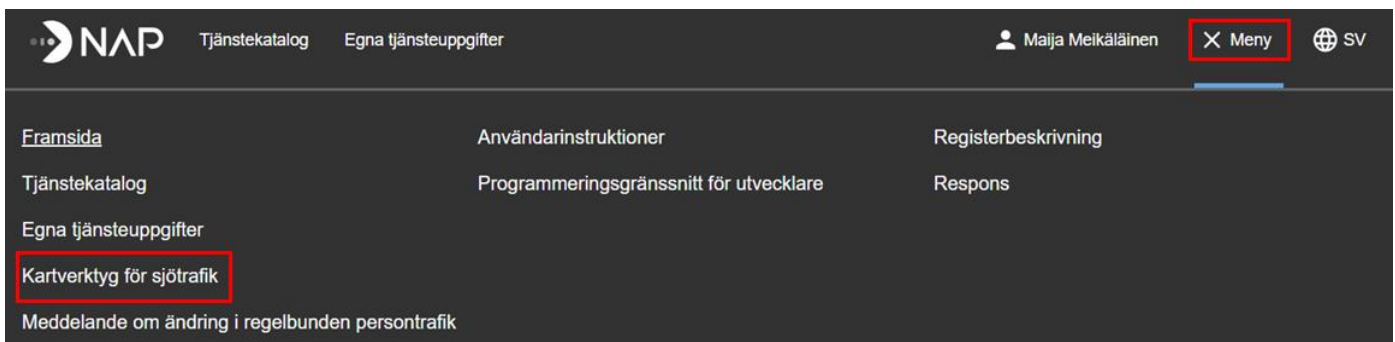 NAP Tjänstekatalog Egna tjänsteuppgifter Maija Meikäläinen Meny SV
Framsida Användarinstruktioner Registerbeskrivning
Tjänstekatalog Programmeringsgränssnitt för utvecklare Respons
Egna tjänsteuppgifter
Kartverktyg för sjötrafik
Meddelande om ändring i regelbunden persontrafik